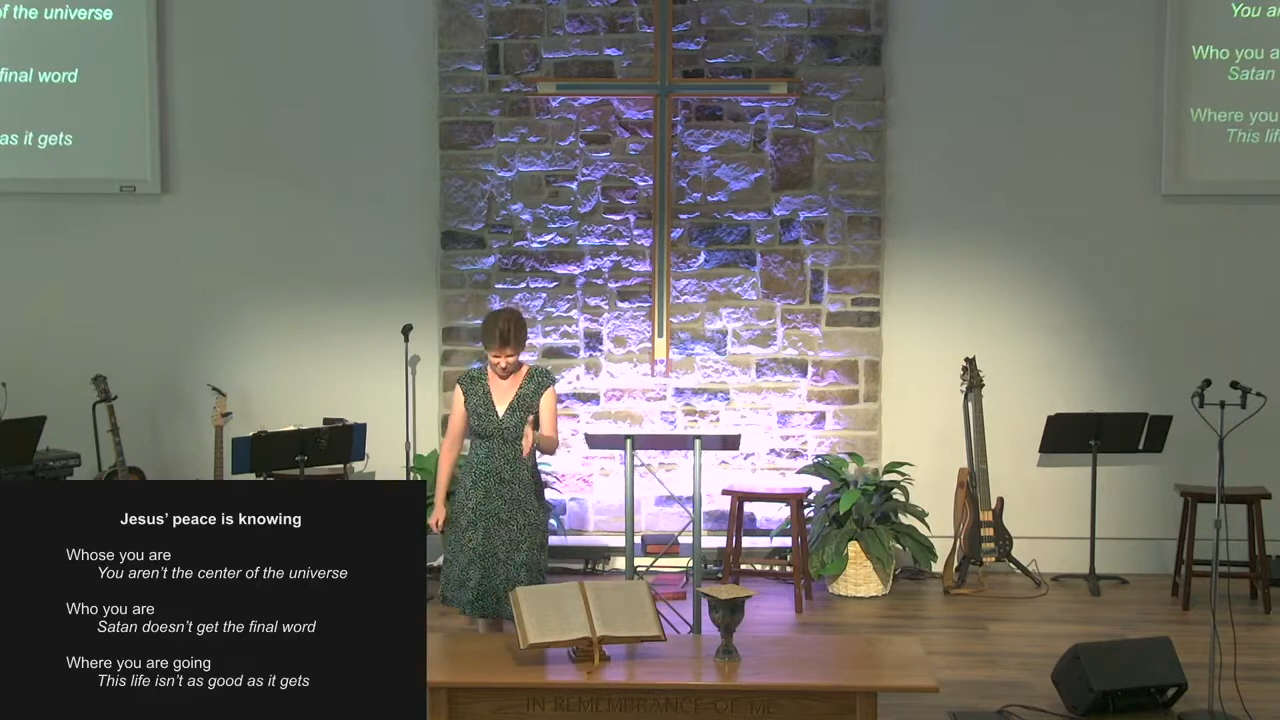 of the universe
final word
as it gets
You
Who you
Satan
Where you
This
Jesus’ peace is knowing
Whose you are
You aren’t the center of the universe
Who you are
Satan doesn’t get the final word
Where you are going
This life isn’t as good as it gets
IN REMEMBRANCE OF ME